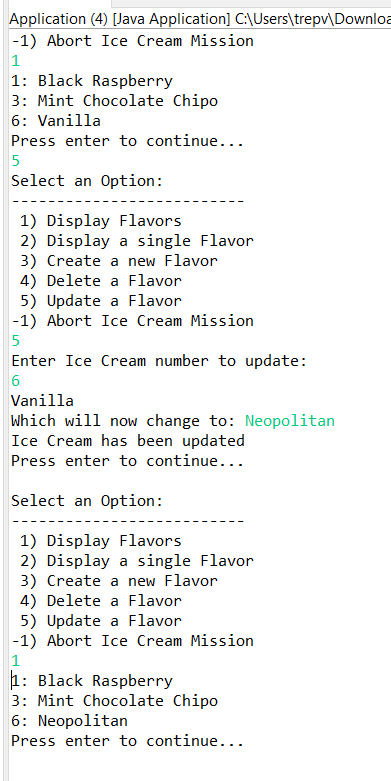 Application (4) [Java Application] C:\Users\trepv\Downloa
-1) Abort Ice Cream Mission
1
1: Black Raspberry
3: Mint Chocolate Chipo
6: Vanilla
Press enter to continue...
5
Select an Option:
--------------------------
1) Display Flavors
2) Display a single Flavor
3) Create a new Flavor
4) Delete a Flavor
5) Update a Flavor
-1) Abort Ice Cream Mission
5
Enter Ice Cream number to update:
6
Vanilla
Which will now change to: Neopolitan
Ice Cream has been updated
Press enter to continue...

Select an Option:
--------------------------
1) Display Flavors
2) Display a single Flavor
3) Create a new Flavor
4) Delete a Flavor
5) Update a Flavor
-1) Abort Ice Cream Mission
1
1: Black Raspberry
3: Mint Chocolate Chipo
6: Neopolitan
Press enter to continue...